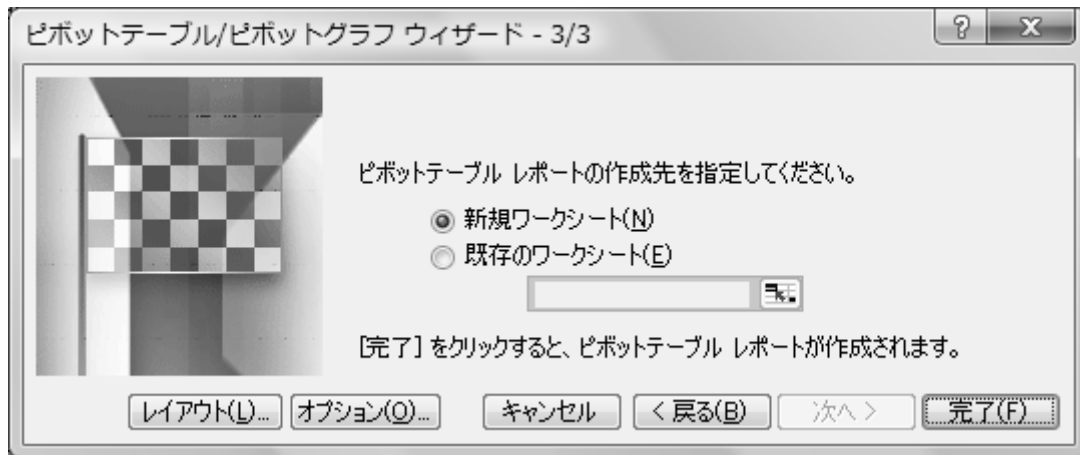 ピボットテーブル/ピボットグラフ ウィザード - 3/3
ピボットテーブル レポートの作成先を指定してください。
新規ワークシート(N)
既存のワークシート(E)
[完了] をクリックすると、ピボットテーブル レポートが作成されます。
レイアウト(L)... オプション(O)... キャンセル < 戻る(B) 次へ > 完了(F)